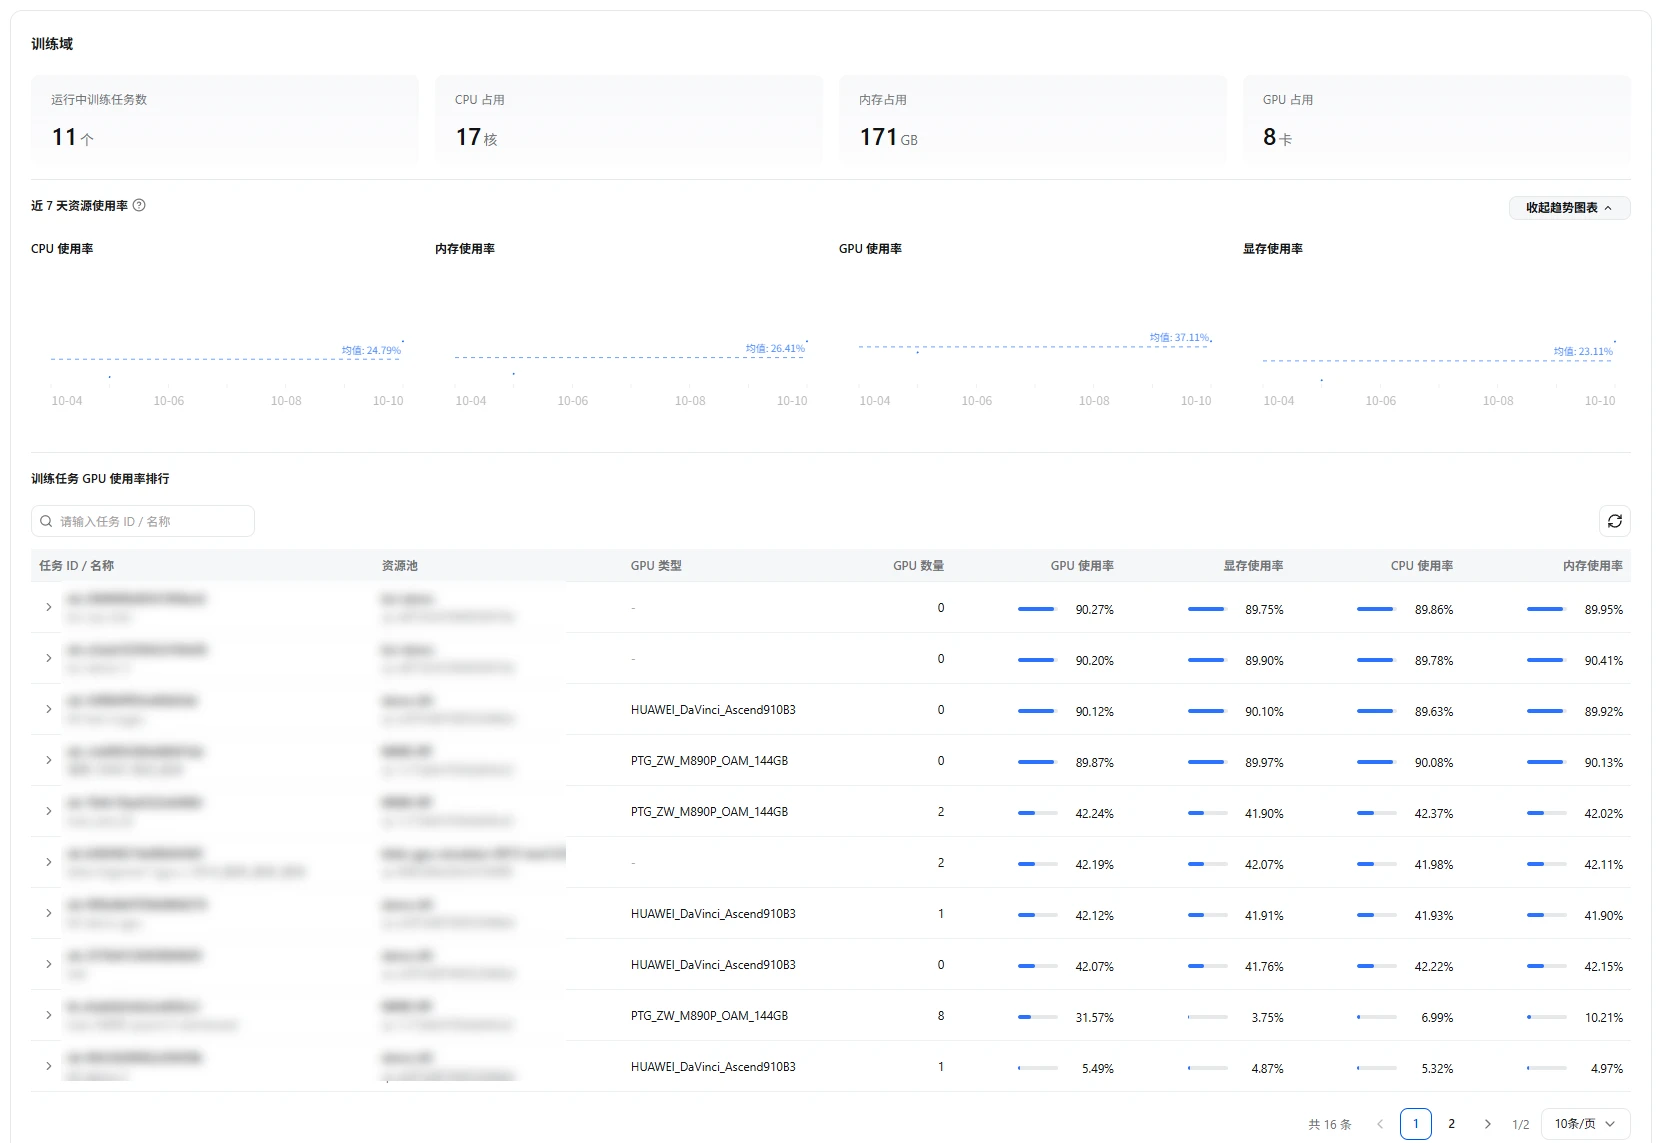 训练域
运行中训练任务数
11 个
CPU 占用
17 核
内存占用
171 GB
GPU 占用
8 卡
近 7 天资源使用率
收起趋势图表
CPU 使用率
均值: 24.79%
10-04 10-06 10-08 10-10
内存使用率
均值: 26.41%
10-04 10-06 10-08 10-10
GPU 使用率
均值: 37.11%
10-04 10-06 10-08 10-10
显存使用率
均值: 23.11%
10-04 10-06 10-08 10-10
训练任务 GPU 使用率排行
请输入任务 ID / 名称
任务 ID / 名称 资源池 GPU 类型 GPU 数量 GPU 使用率 显存使用率 CPU 使用率 内存使用率
- 0 90.27% 89.75% 89.86% 89.95%
- 0 90.20% 89.90% 89.78% 90.41%
HUAWEI_DaVinci_Ascend910B3 0 90.12% 90.10% 89.63% 89.92%
PTG_ZW_M890P_OAM_144GB 0 89.87% 89.97% 90.08% 90.13%
PTG_ZW_M890P_OAM_144GB 2 42.24% 41.90% 42.37% 42.02%
- 2 42.19% 42.07% 41.98% 42.11%
HUAWEI_DaVinci_Ascend910B3 1 42.12% 41.91% 41.93% 41.90%
HUAWEI_DaVinci_Ascend910B3 0 42.07% 41.76% 42.22% 42.15%
PTG_ZW_M890P_OAM_144GB 8 31.57% 3.75% 6.99% 10.21%
HUAWEI_DaVinci_Ascend910B3 1 5.49% 4.87% 5.32% 4.97%
共 16 条 1 2 1/2 10条/页